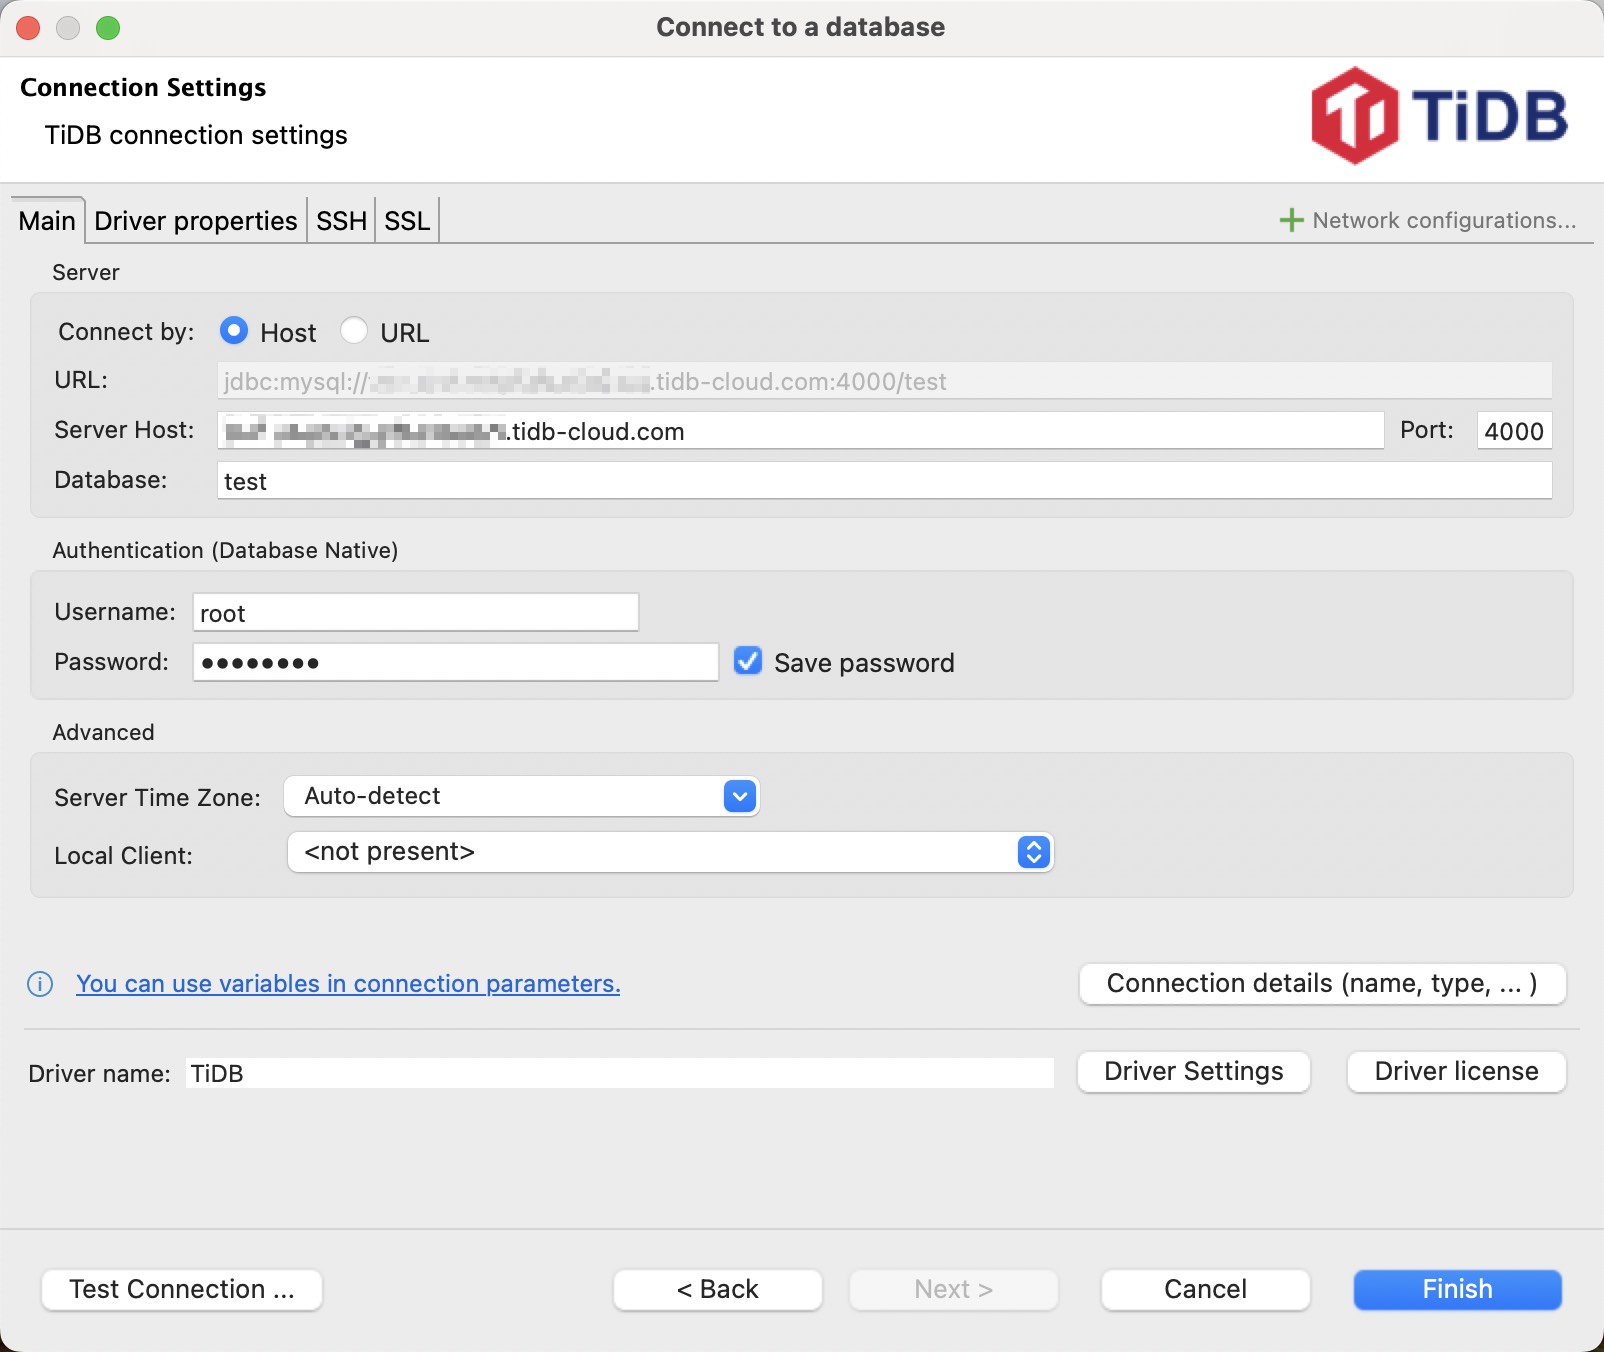 Connect to a database
Connection Settings
TiDB connection settings
TiDB
Main Driver properties SSH SSL Network configurations...
Server
Connect by: Host URL
URL: jdbc:mysql:// .tidb-cloud.com:4000/test
Server Host: .tidb-cloud.com Port: 4000
Database: test
Authentication (Database Native)
Username: root
Password: •••••••• Save password
Advanced
Server Time Zone: Auto-detect
Local Client: <not present>
You can use variables in connection parameters. Connection details (name, type, ... )
Driver name: TiDB Driver Settings Driver license
Test Connection ... < Back Next > Cancel Finish